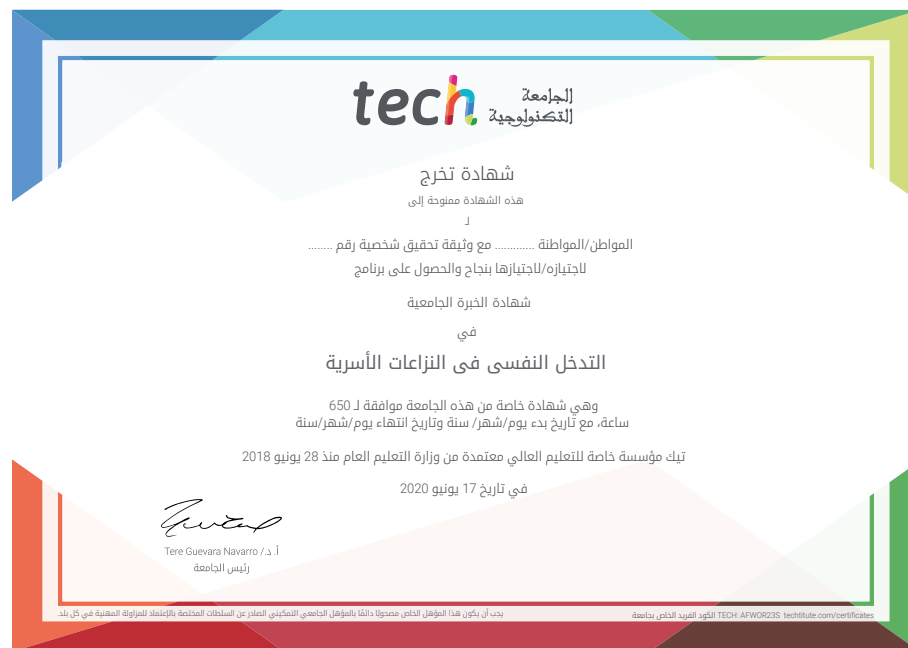 tech الجامعة
التكنولوجية
شهادة تخرج
هذه الشهادة ممنوحة إلى
لـ
المواطن/المواطنة ............ مع وثيقة تحقيق شخصية رقم ........
لاجتيازه/لاجتيازها بنجاح والحصول على برنامج
شهادة الخبرة الجامعية
في
التدخل النفسى فى النزاعات الأسرية
وهي شهادة خاصة من هذه الجامعة موافقة لـ 650
ساعة، مع تاريخ بدء يوم/شهر/ سنة وتاريخ انتهاء يوم/شهر/سنة
تيك مؤسسة خاصة للتعليم العالي معتمدة من وزارة التعليم العام منذ 28 يونيو 2018
في تاريخ 17 يونيو 2020
أ.د./ Tere Guevara Navarro
رئيس الجامعة
يجب أن يكون هذا المؤهل الخاص مصحوبًا دائمًا بالمؤهل الجامعي التمكيني الصادر عن السلطات المختصة بالإعتماد للمزاولة المهنية في كل بلد.
الكود الفريد الخاص بجامعة TECH: AFWOR23S techtitute.com/certificates